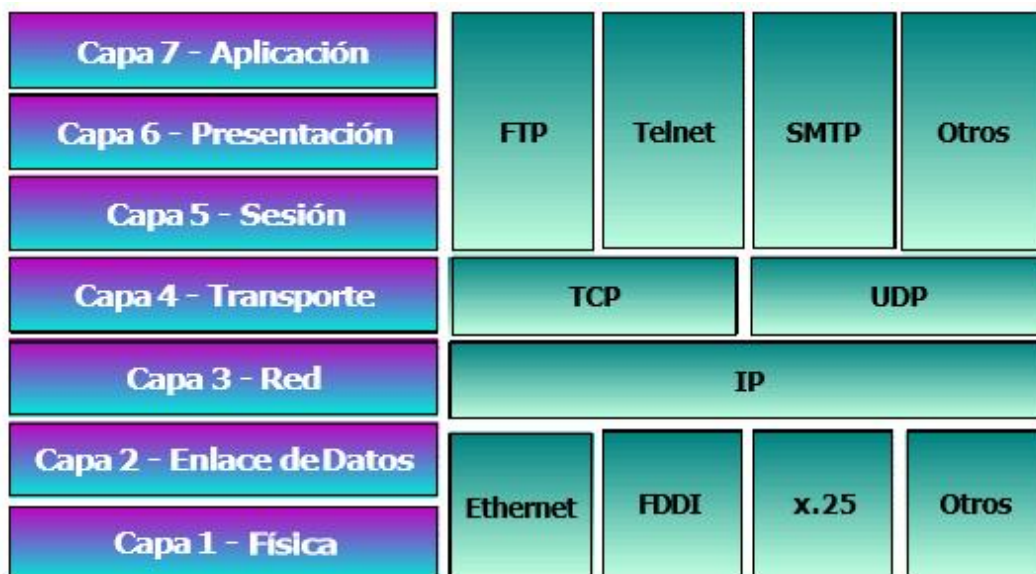 Capa 7 - Aplicación
Capa 6 - Presentación
Capa 5 - Sesión
FTP
Telnet
SMTP
Otros
Capa 4 - Transporte
TCP
UDP
Capa 3 - Red
IP
Capa 2 - Enlace de Datos
Capa 1 - Física
Ethernet
FDDI
x.25
Otros